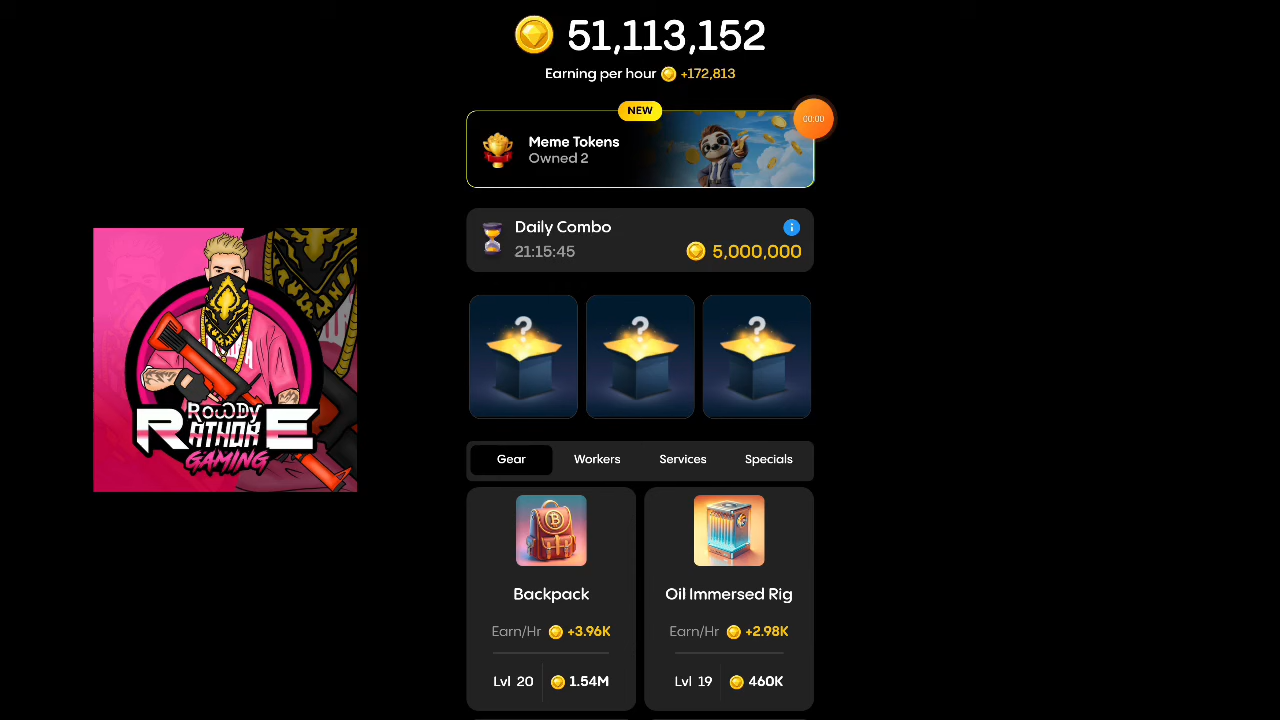 51,113,152
Earning per hour +172,813
NEW
00:00
Meme Tokens
Owned 2
Daily Combo
21:15:45
5,000,000
?
?
?
Gear
Workers
Services
Specials
Backpack
Earn/Hr +3.96K
Lvl 20
1.54M
Oil Immersed Rig
Earn/Hr +2.98K
Lvl 19
460K
RowDy
RATHORE
GAMING